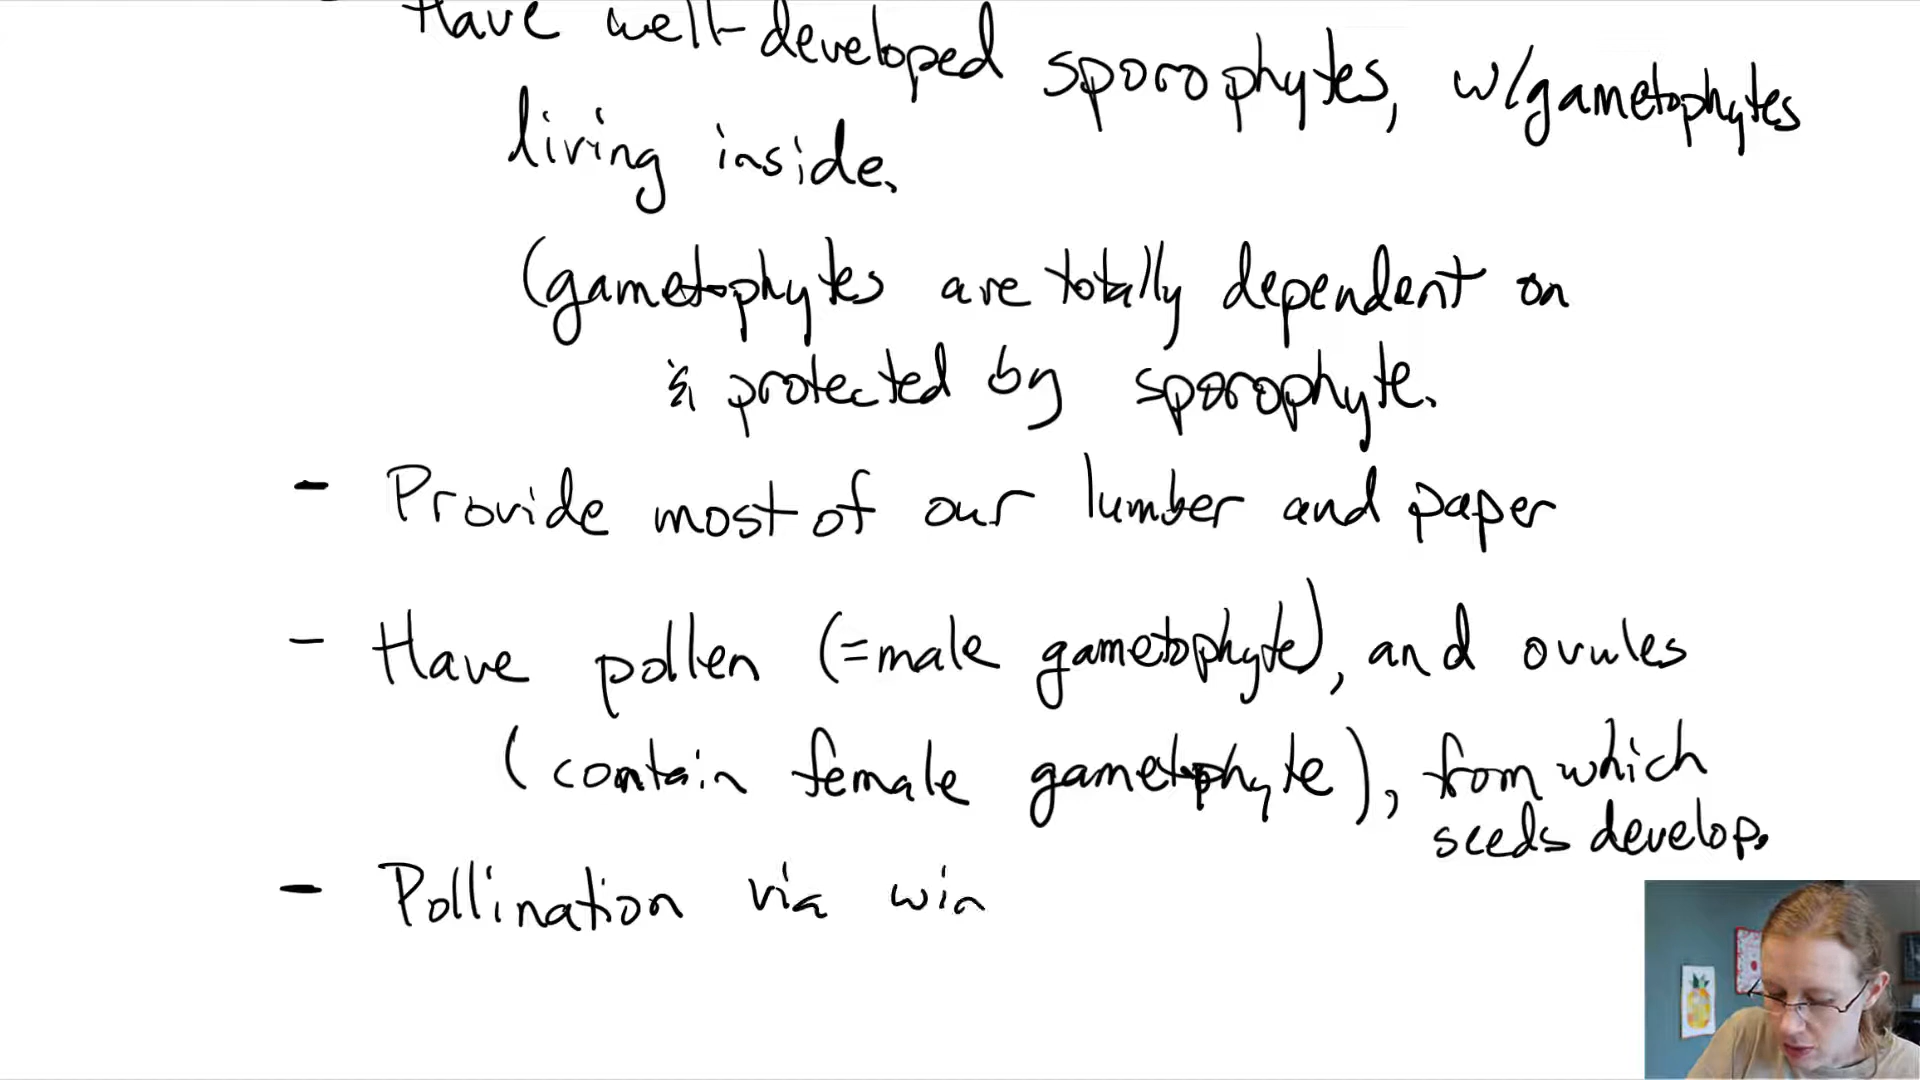 - Have well-developed sporophytes, w/gametophytes
living inside.
(gametophytes are totally dependent on
& protected by sporophyte.
- Provide most of our lumber and paper
- Have pollen (=male gametophyte), and ovules
(contain female gametophyte), from which
seeds develop.
- Pollination via win